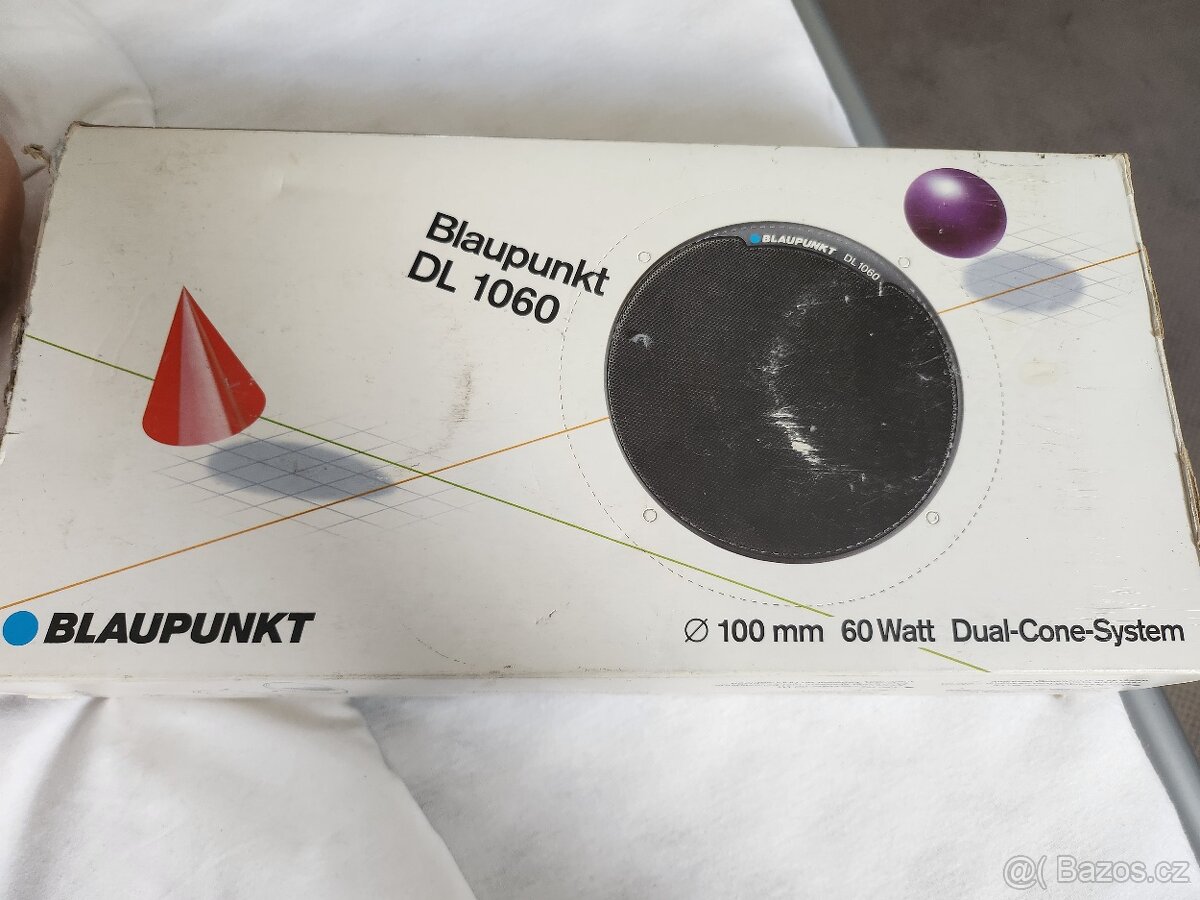 Blaupunkt
DL 1060
BLAUPUNKT DL 1060
BLAUPUNKT
Ø 100 mm 60 Watt Dual-Cone-System
@( Bazos.cz